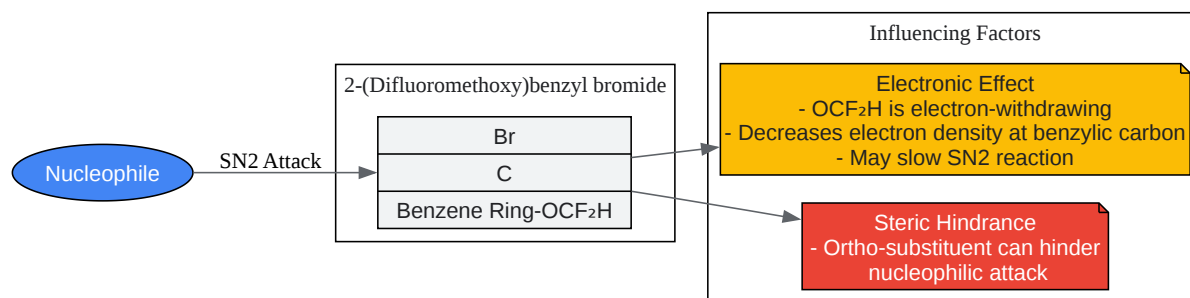 Influencing Factors
2-(Difluoromethoxy)benzyl bromide
Electronic Effect
- OCF₂H is electron-withdrawing
- Decreases electron density at benzylic carbon
- May slow SN2 reaction
Br
Nucleophile
SN2 Attack
C
Benzene Ring-OCF₂H
Steric Hindrance
- Ortho-substituent can hinder
nucleophilic attack